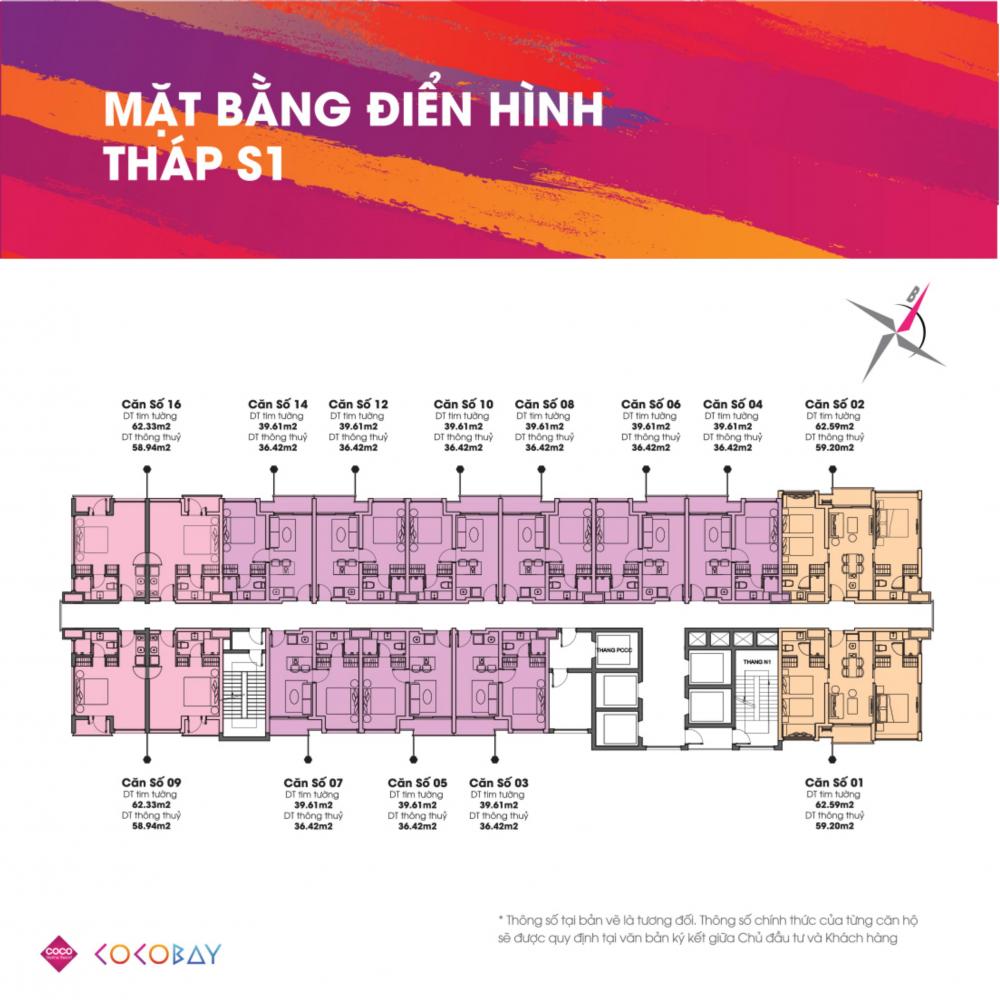 MẶT BẰNG ĐIỂN HÌNH
THÁP S1
B
Căn Số 16
DT tim tường
62.33m2
DT thông thuỷ
58.94m2
Căn Số 14
DT tim tường
39.61m2
DT thông thuỷ
36.42m2
Căn Số 12
DT tim tường
39.61m2
DT thông thuỷ
36.42m2
Căn Số 10
DT tim tường
39.61m2
DT thông thuỷ
36.42m2
Căn Số 08
DT tim tường
39.61m2
DT thông thuỷ
36.42m2
Căn Số 06
DT tim tường
39.61m2
DT thông thuỷ
36.42m2
Căn Số 04
DT tim tường
39.61m2
DT thông thuỷ
36.42m2
Căn Số 02
DT tim tường
62.59m2
DT thông thuỷ
59.20m2
THANG PCCC
THANG N1
Căn Số 09
DT tim tường
62.33m2
DT thông thuỷ
58.94m2
Căn Số 07
DT tim tường
39.61m2
DT thông thuỷ
36.42m2
Căn Số 05
DT tim tường
39.61m2
DT thông thuỷ
36.42m2
Căn Số 03
DT tim tường
39.61m2
DT thông thuỷ
36.42m2
Căn Số 01
DT tim tường
62.59m2
DT thông thuỷ
59.20m2
* Thông số tại bản vẽ là tương đối. Thông số chính thức của từng căn hộ
sẽ được quy định tại văn bản ký kết giữa Chủ đầu tư và Khách hàng
COCO
COCOBAY